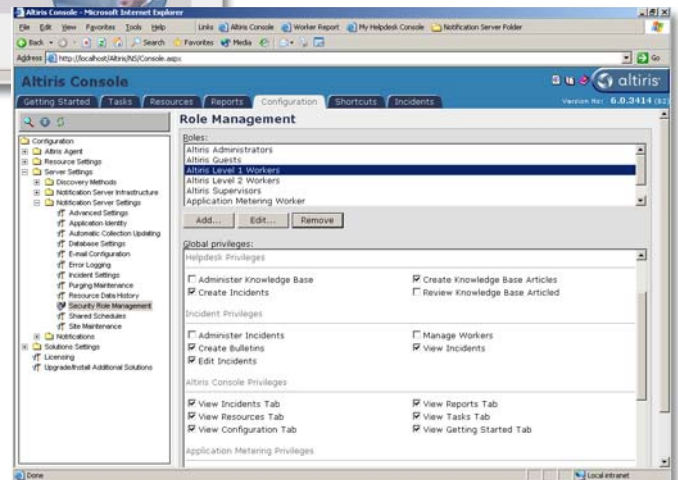 Altiris Console - Microsoft Internet Explorer
File Edit View Favorites Tools Help
Links Altiris Console Worker Report My Helpdesk Console Notification Server Folder
Back Search Favorites Media
Address http://localhost/Altiris/NS/Console.aspx Go
Altiris Console
altiris
Getting Started Tasks Resources Reports Configuration Shortcuts Incidents
Version No: 6.0.3414
Role Management
Configuration
Altiris Agent
Resource Settings
Server Settings
Discovery Methods
Notification Server Infrastructure
Notification Server Settings
Advanced Settings
Application Identity
Automatic Collection Updating
Database Settings
E-mail Configuration
Error Logging
Incident Settings
Purging Maintenance
Resource Data History
Security Role Management
Shared Schedules
Site Maintenance
Notifications
Solutions Settings
Licensing
Upgrade/Install Additional Solutions
Roles:
Altiris Administrators
Altiris Guests
Altiris Level 1 Workers
Altiris Level 2 Workers
Altiris Supervisors
Application Metering Worker
Add... Edit... Remove
Global privileges:
Helpdesk Privileges
Administer Knowledge Base Create Knowledge Base Articles
Create Incidents Review Knowledge Base Articled
Incident Privileges
Administer Incidents Manage Workers
Create Bulletins View Incidents
Edit Incidents
Altiris Console Privileges
View Incidents Tab View Reports Tab
View Resources Tab View Tasks Tab
View Configuration Tab View Getting Started Tab
Application Metering Privileges
Done Local intranet